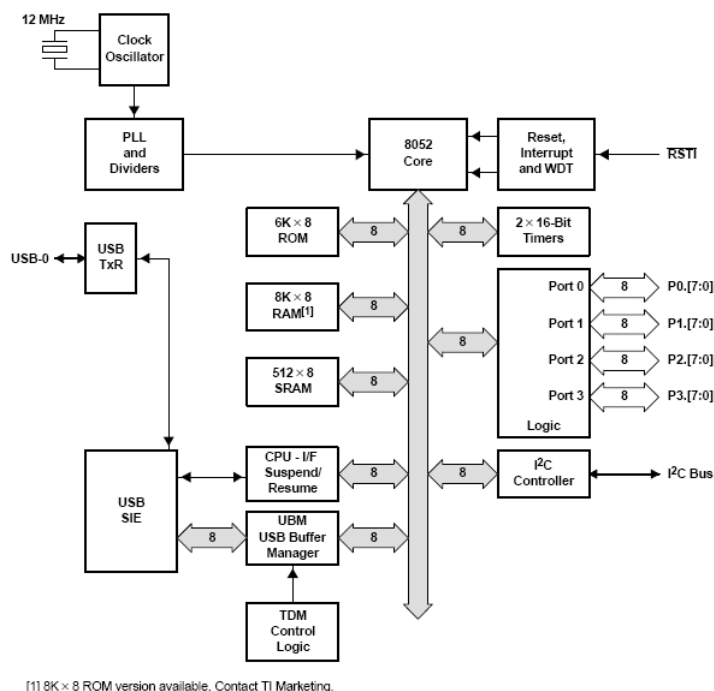 12 MHz
Clock
Oscillator
PLL
and
Dividers
8052
Core
Reset,
Interrupt
and WDT
RSTI
6K × 8
ROM
8
8
2 × 16-Bit
Timers
USB-0
USB
TxR
8K × 8
RAM[1]
8
8
Port 0
8
P0.[7:0]
Port 1
8
P1.[7:0]
Port 2
8
P2.[7:0]
Port 3
8
P3.[7:0]
Logic
512 × 8
SRAM
8
USB
SIE
CPU - I/F
Suspend/
Resume
8
8
I²C
Controller
I²C Bus
8
UBM
USB Buffer
Manager
8
TDM
Control
Logic
[1] 8K × 8 ROM version available. Contact TI Marketing.